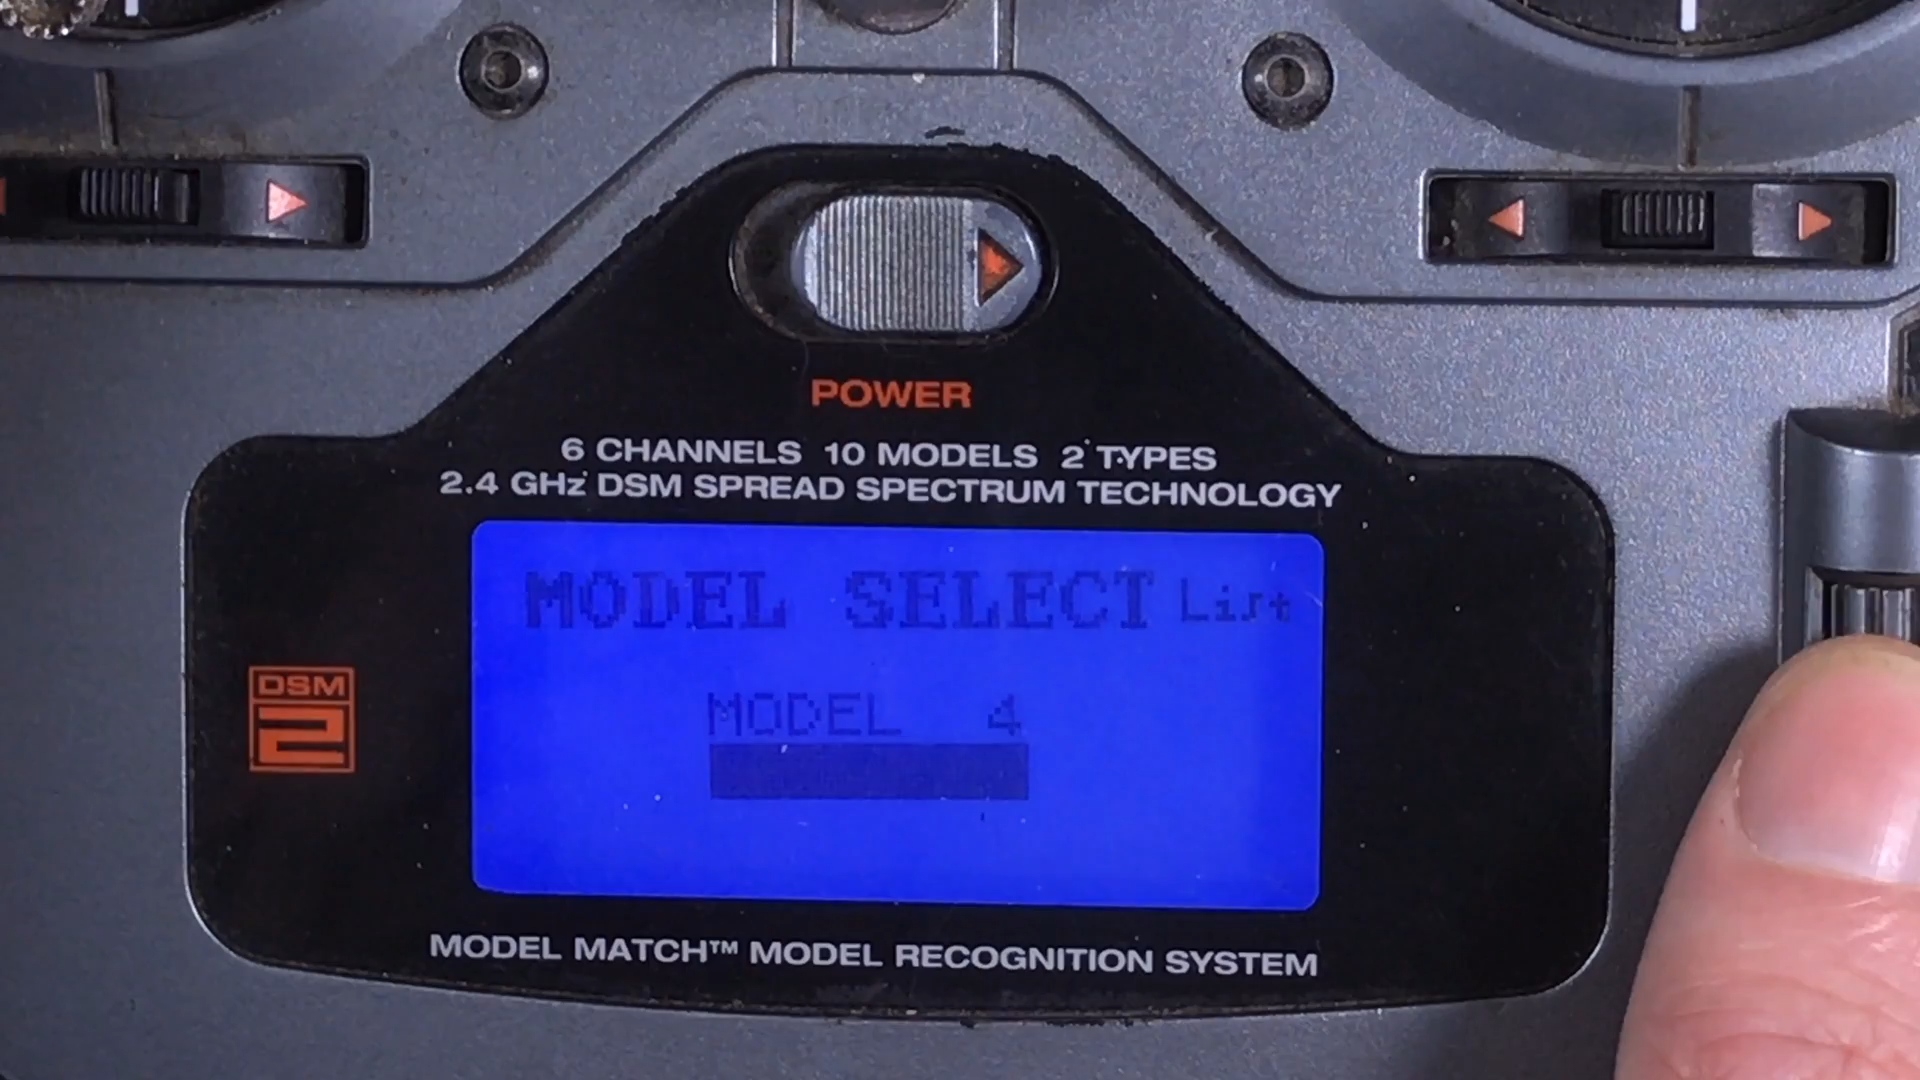 POWER
6 CHANNELS 10 MODELS 2 TYPES
2.4 GHz DSM SPREAD SPECTRUM TECHNOLOGY
MODEL SELECT List
MODEL 4
DSM
2
MODEL MATCH™ MODEL RECOGNITION SYSTEM